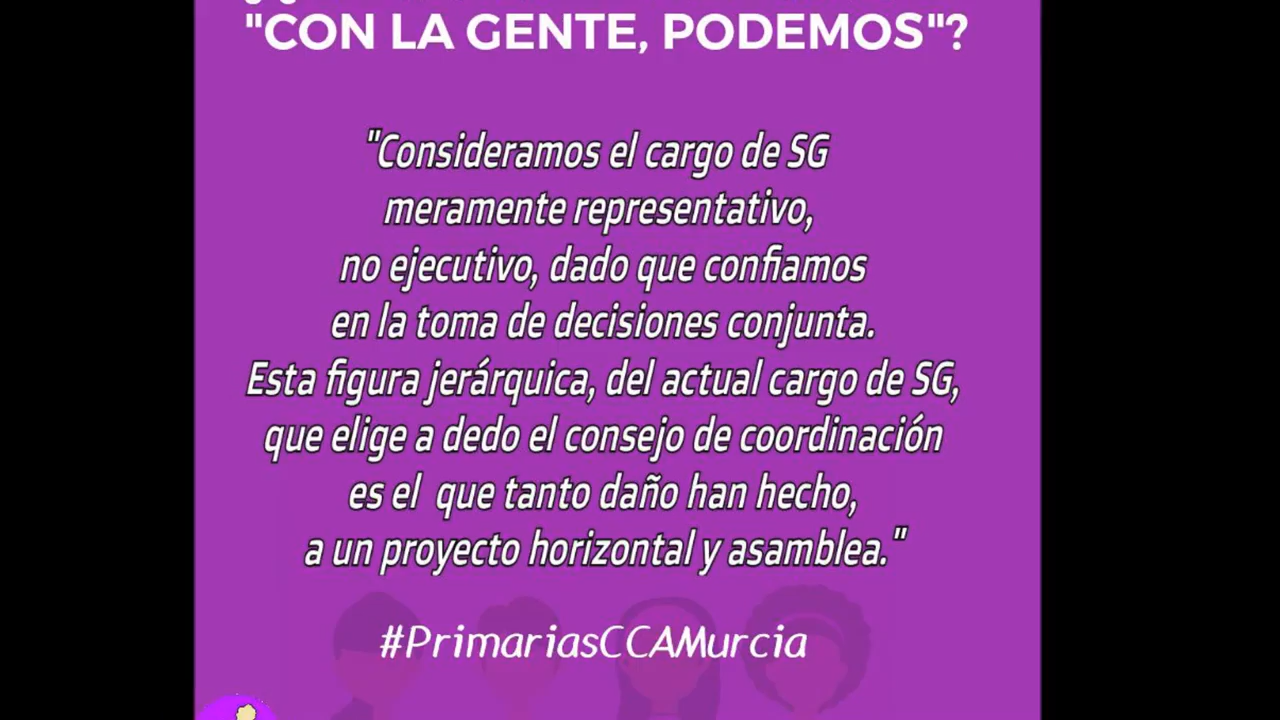 "CON LA GENTE, PODEMOS"?
"Consideramos el cargo de SG
meramente representativo,
no ejecutivo, dado que confiamos
en la toma de decisiones conjunta.
Esta figura jerárquica, del actual cargo de SG,
que elige a dedo el consejo de coordinación
es el que tanto daño han hecho,
a un proyecto horizontal y asamblea."
#PrimariasCCAMurcia